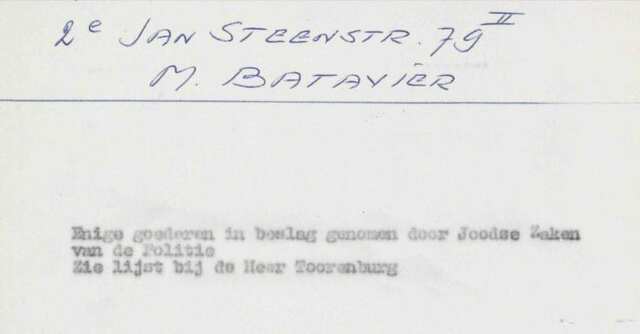 2e JAN STEENSTR. 79 II
M. BATAVIER
Enige goederen in beslag genomen door Joodse Zaken
van de Politie
Zie lijst bij de Heer Toorenburg